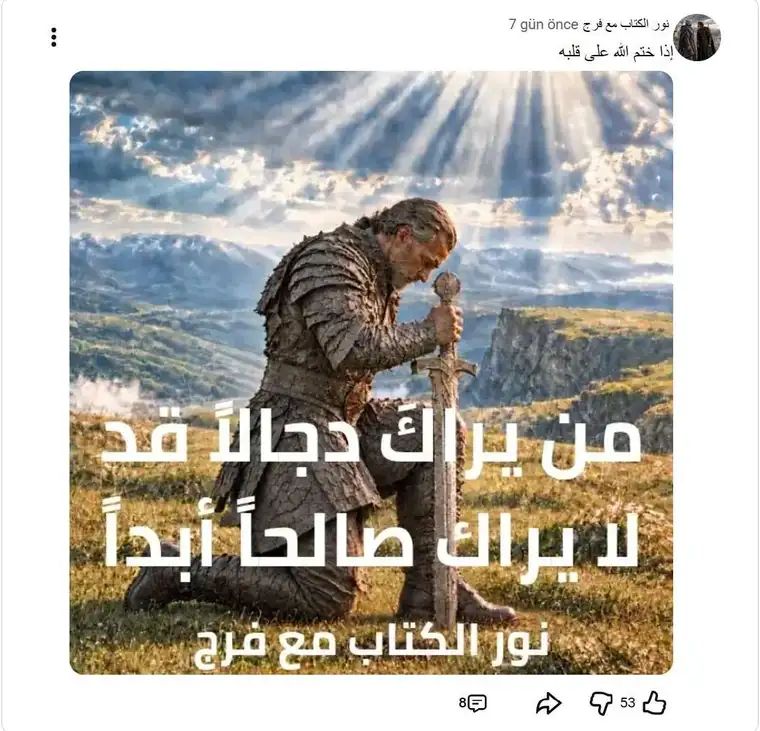 نور الكتاب مع فرج 7 gün önce
إذا ختم الله على قلبه
من يراكَ دجالاً قد
لا يراك صالحاً أبداً
نور الكتاب مع فرج
53
8